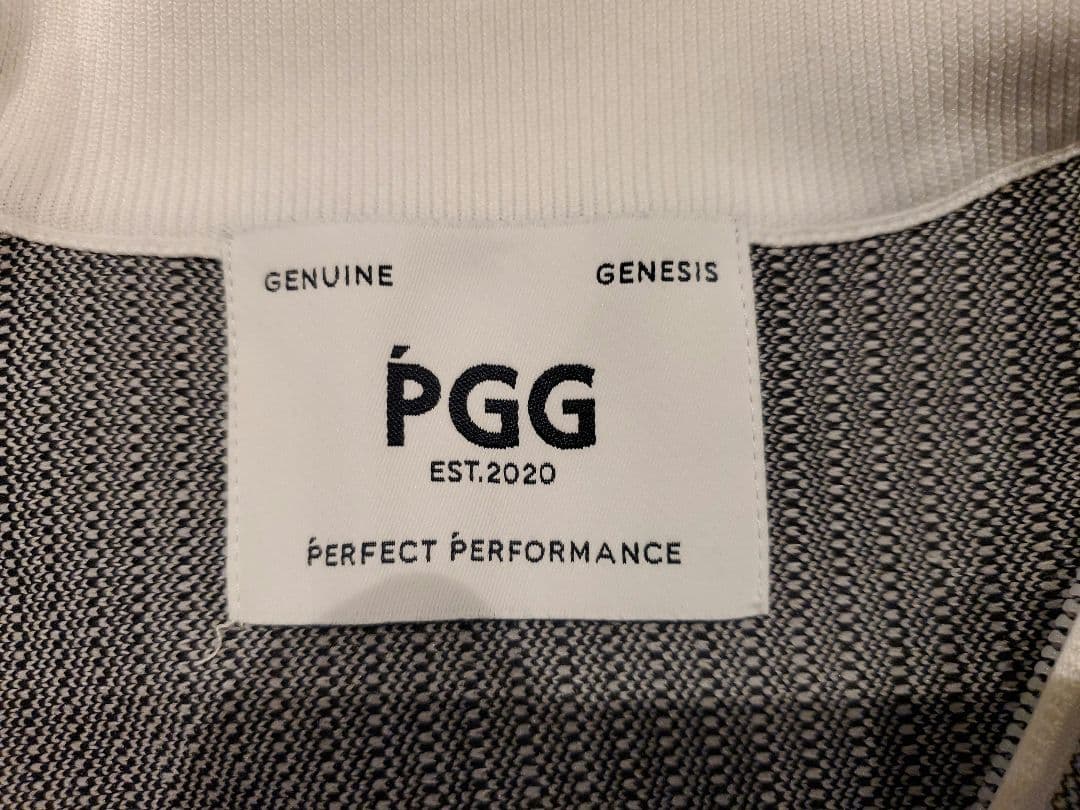 GENUINE GENESIS
ṔGG
EST.2020
ṔERFECT ṔERFORMANCE